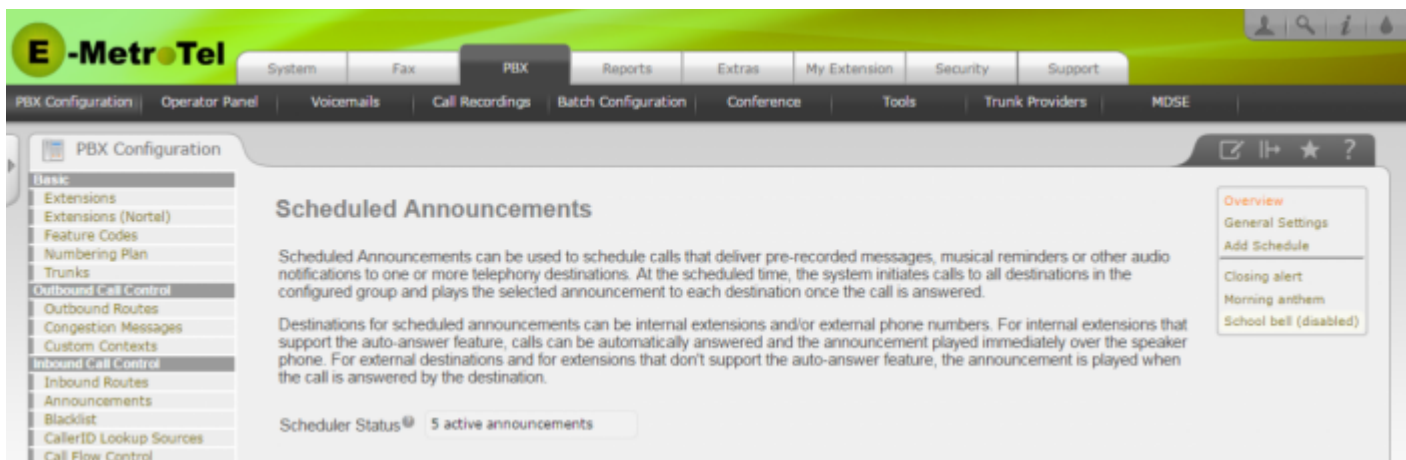 E-MetroTel
System Fax PBX Reports Extras My Extension Security Support
PBX Configuration Operator Panel Voicemails Call Recordings Batch Configuration Conference Tools Trunk Providers MDSE
PBX Configuration
Basic
Extensions
Extensions (Nortel)
Feature Codes
Numbering Plan
Trunks
Outbound Call Control
Outbound Routes
Congestion Messages
Custom Contexts
Inbound Call Control
Inbound Routes
Announcements
Blacklist
CallerID Lookup Sources
Call Flow Control
Scheduled Announcements
Scheduled Announcements can be used to schedule calls that deliver pre-recorded messages, musical reminders or other audio
notifications to one or more telephony destinations. At the scheduled time, the system initiates calls to all destinations in the
configured group and plays the selected announcement to each destination once the call is answered.
Destinations for scheduled announcements can be internal extensions and/or external phone numbers. For internal extensions that
support the auto-answer feature, calls can be automatically answered and the announcement played immediately over the speaker
phone. For external destinations and for extensions that don't support the auto-answer feature, the announcement is played when
the call is answered by the destination.
Scheduler Status 5 active announcements
Overview
General Settings
Add Schedule
Closing alert
Morning anthem
School bell (disabled)